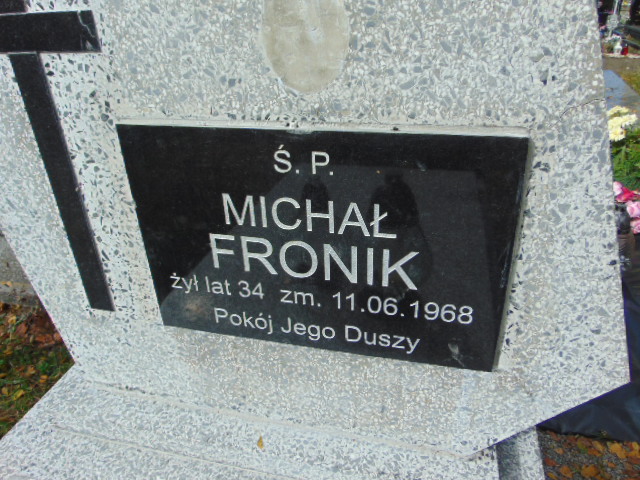 Ś. P.
MICHAŁ
FRONIK
żył lat 34 zm. 11.06.1968
Pokój Jego Duszy